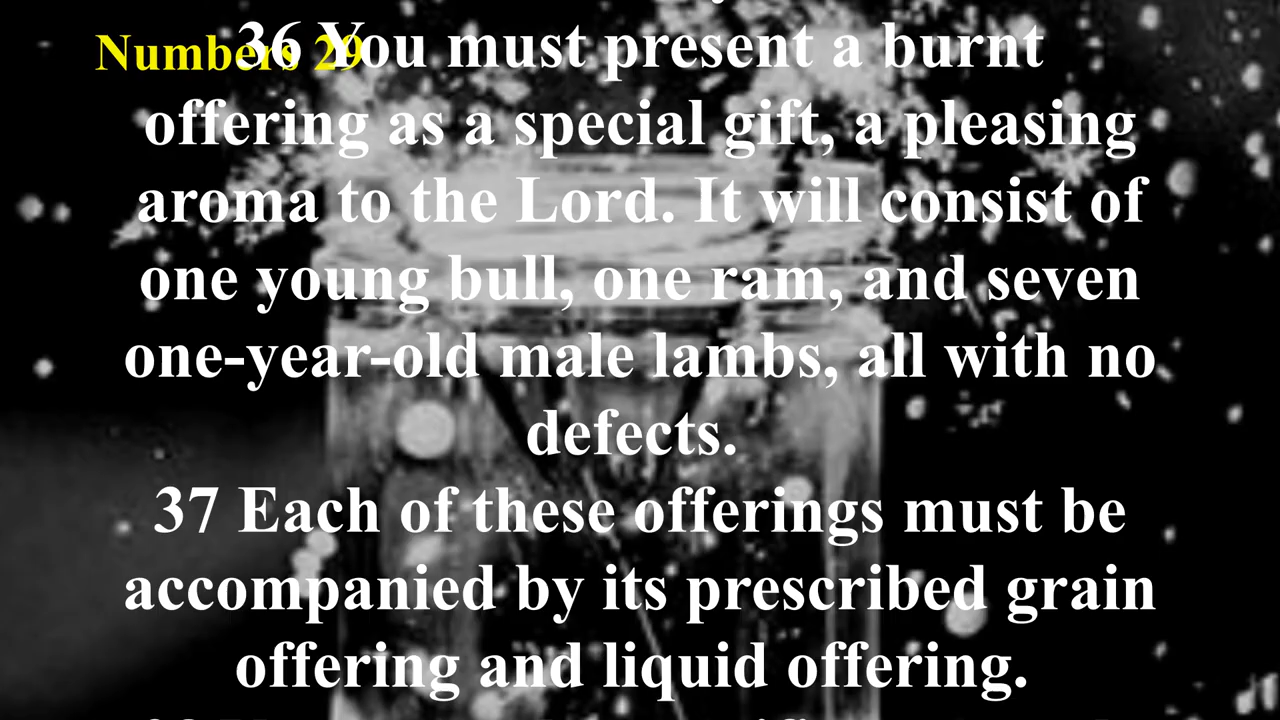 Numbers 29
36 You must present a burnt
offering as a special gift, a pleasing
aroma to the Lord. It will consist of
one young bull, one ram, and seven
one-year-old male lambs, all with no
defects.
37 Each of these offerings must be
accompanied by its prescribed grain
offering and liquid offering.